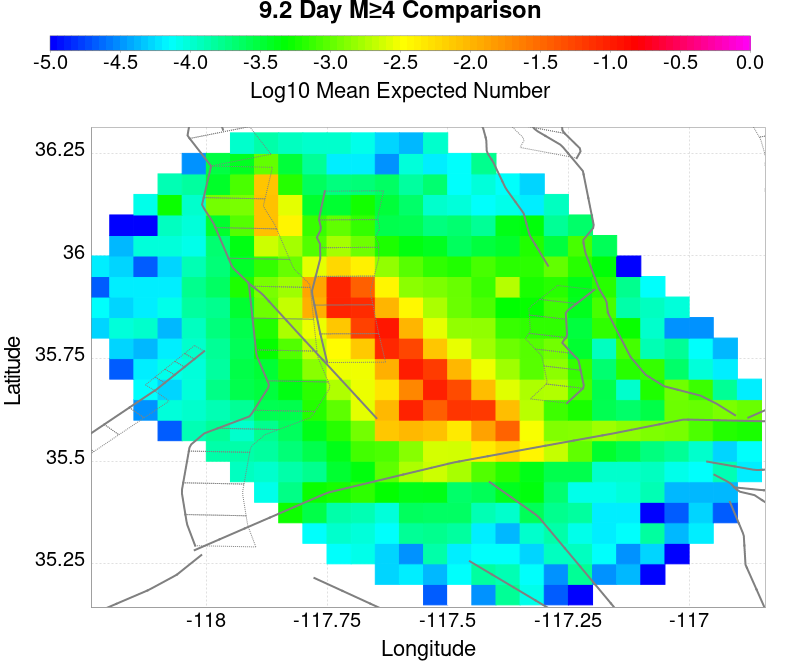 9.2 Day M≥4 Comparison
-5.0 -4.5 -4.0 -3.5 -3.0 -2.5 -2.0 -1.5 -1.0 -0.5 0.0
Log10 Mean Expected Number
36.25
36
35.75
35.5
35.25
Latitude
-118 -117.75 -117.5 -117.25 -117
Longitude